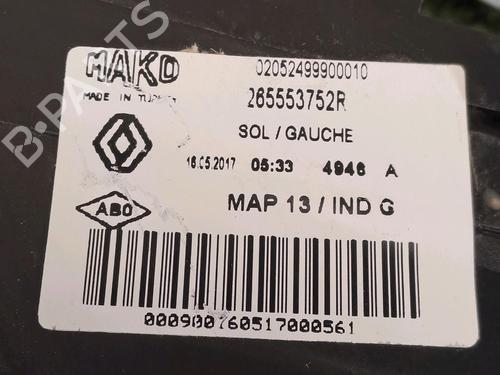 MAKO
02052499900010
MADE IN TURKEY
265553752R
SOL / GAUCHE
16.05.2017 05:33 4946 A
ABO
MAP 13 / IND G
000900760517000561
B-PARTS